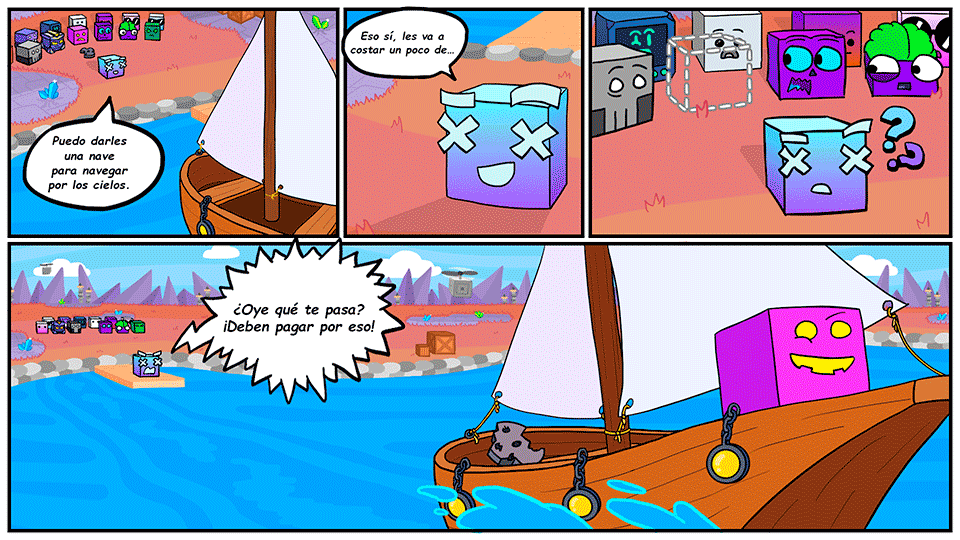 Puedo darles
una nave
para navegar
por los cielos.
Eso sí, les va a
costar un poco de...
??
¿Oye qué te pasa?
¡Deben pagar por eso!